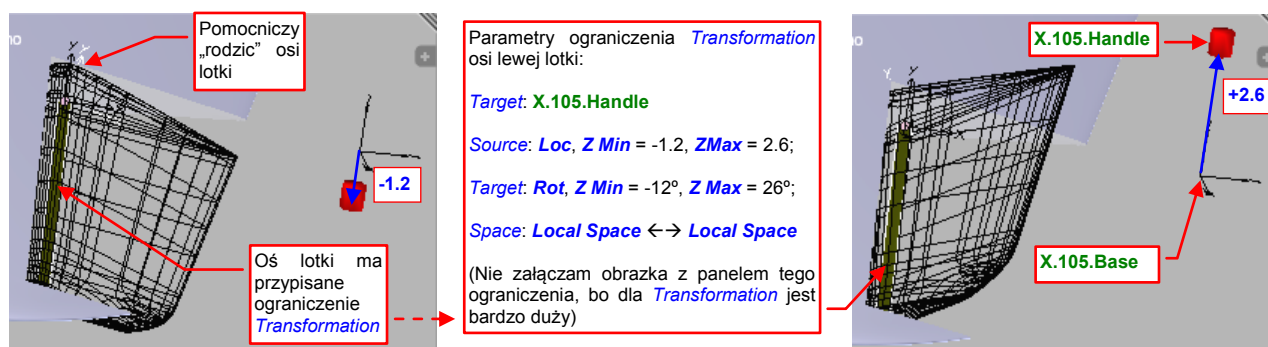 Pomocniczy
„rodzic” osi
lotki
-1.2
Oś lotki ma
przypisane
ograniczenie
Transformation
Parametry ograniczenia Transformation
osi lewej lotki:
Target: X.105.Handle
Source: Loc, Z Min = -1.2, ZMax = 2.6;
Target: Rot, Z Min = -12º, Z Max = 26º;
Space: Local Space ←→ Local Space
(Nie załączam obrazka z panelem tego
ograniczenia, bo dla Transformation jest
bardzo duży)
X.105.Handle
+2.6
X.105.Base